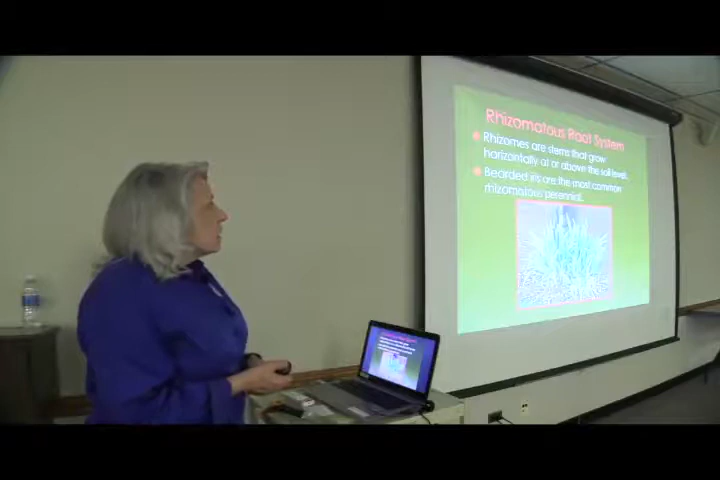 Rhizomatous Root System
Rhizomes are stems that grow
horizontally at or above the soil level.
Bearded iris are the most common
rhizomatous perennial.